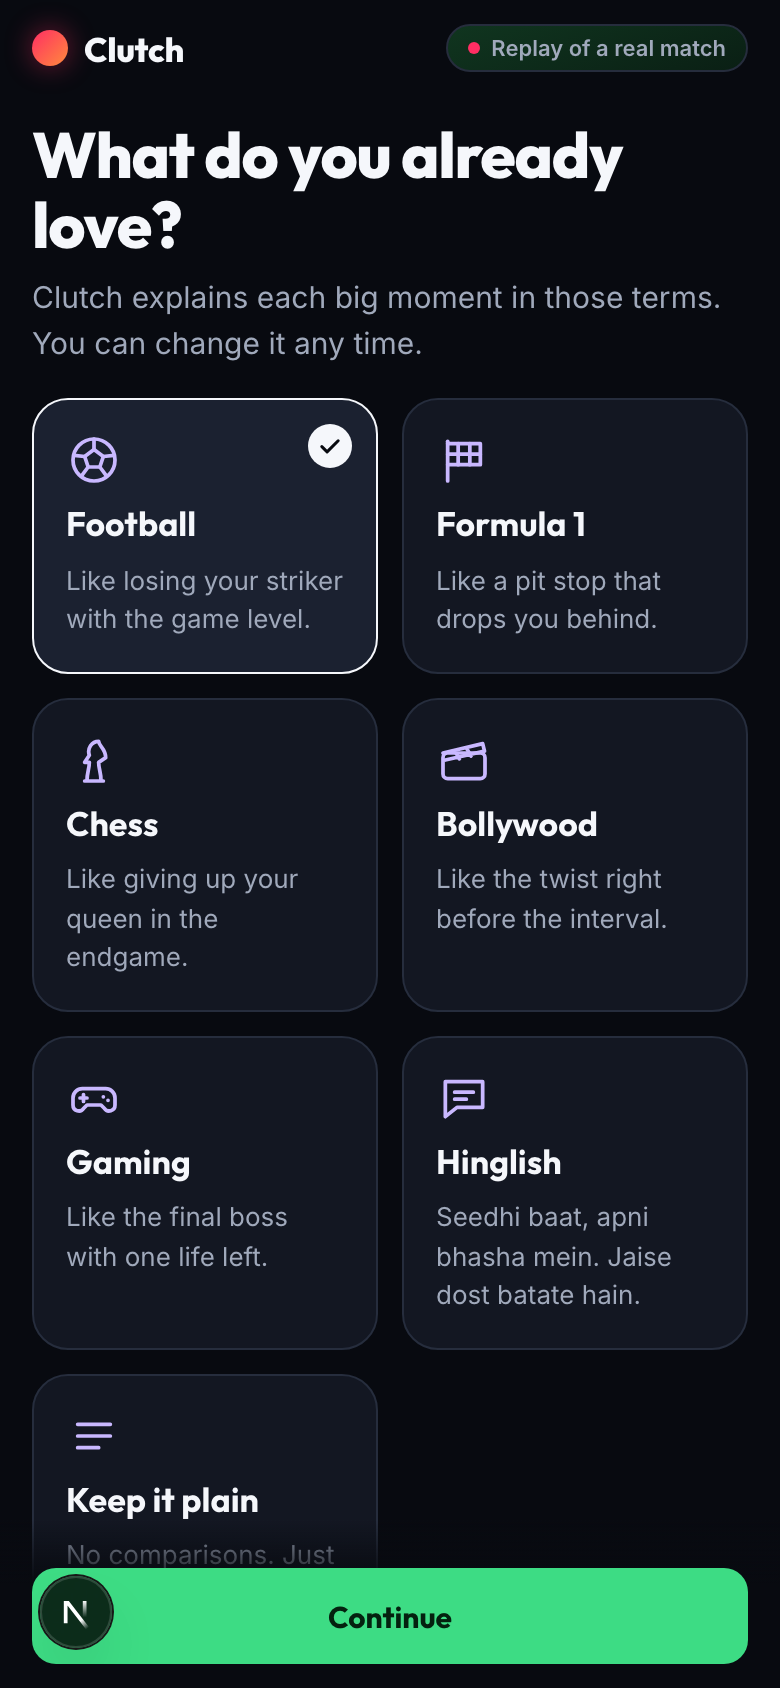 Clutch
Replay of a real match
What do you already
love?
Clutch explains each big moment in those terms.
You can change it any time.
Football
Like losing your striker
with the game level.
Formula 1
Like a pit stop that
drops you behind.
Chess
Like giving up your
queen in the
endgame.
Bollywood
Like the twist right
before the interval.
Gaming
Like the final boss
with one life left.
Hinglish
Seedhi baat, apni
bhasha mein. Jaise
dost batate hain.
Keep it plain
No comparisons. Just
N
Continue